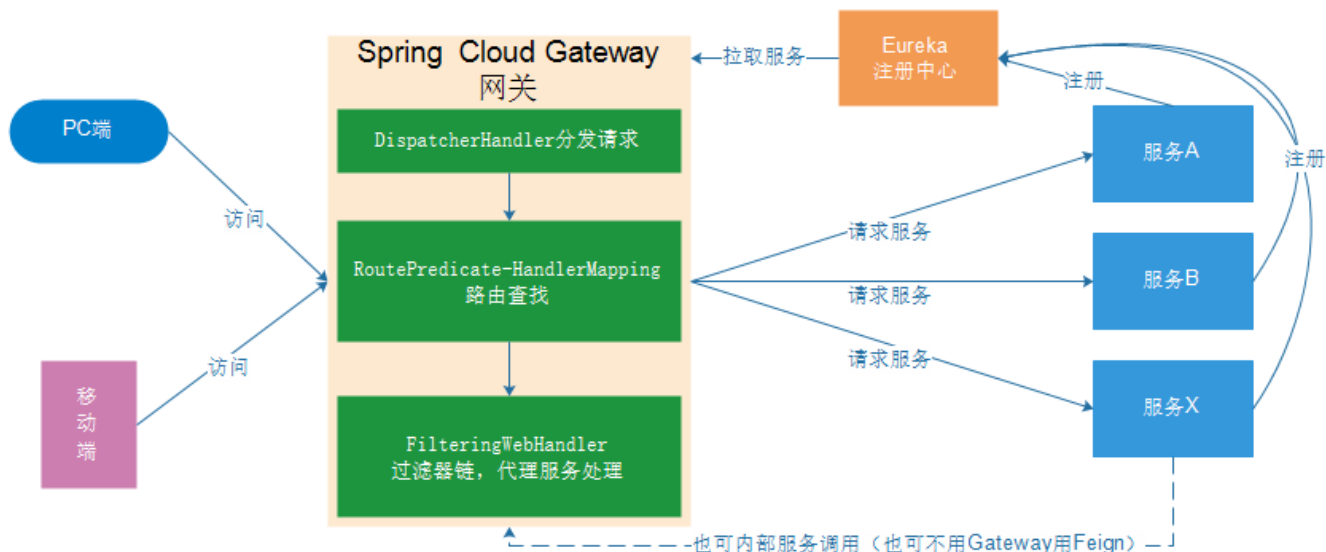 Spring Cloud Gateway
网关
DispatcherHandler分发请求
RoutePredicate-HandlerMapping
路由查找
FilteringWebHandler
过滤器链，代理服务处理
PC端
访问
移
动
端
访问
拉取服务
Eureka
注册中心
注册
注册
服务A
请求服务
服务B
请求服务
服务X
请求服务
也可内部服务调用（也可不用Gateway用Feign）